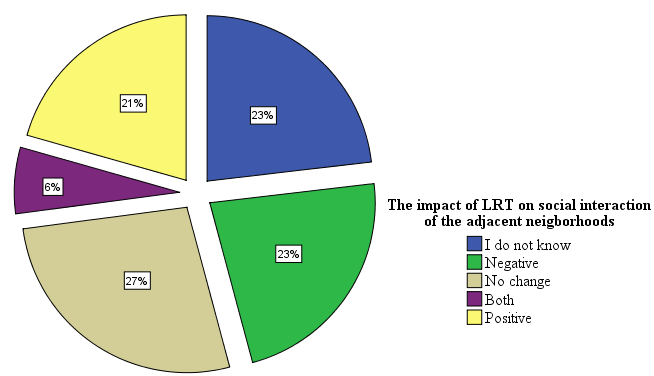 21%
23%
6%
23%
27%
The impact of LRT on social interaction
of the adjacent neigborhoods
I do not know
Negative
No change
Both
Positive